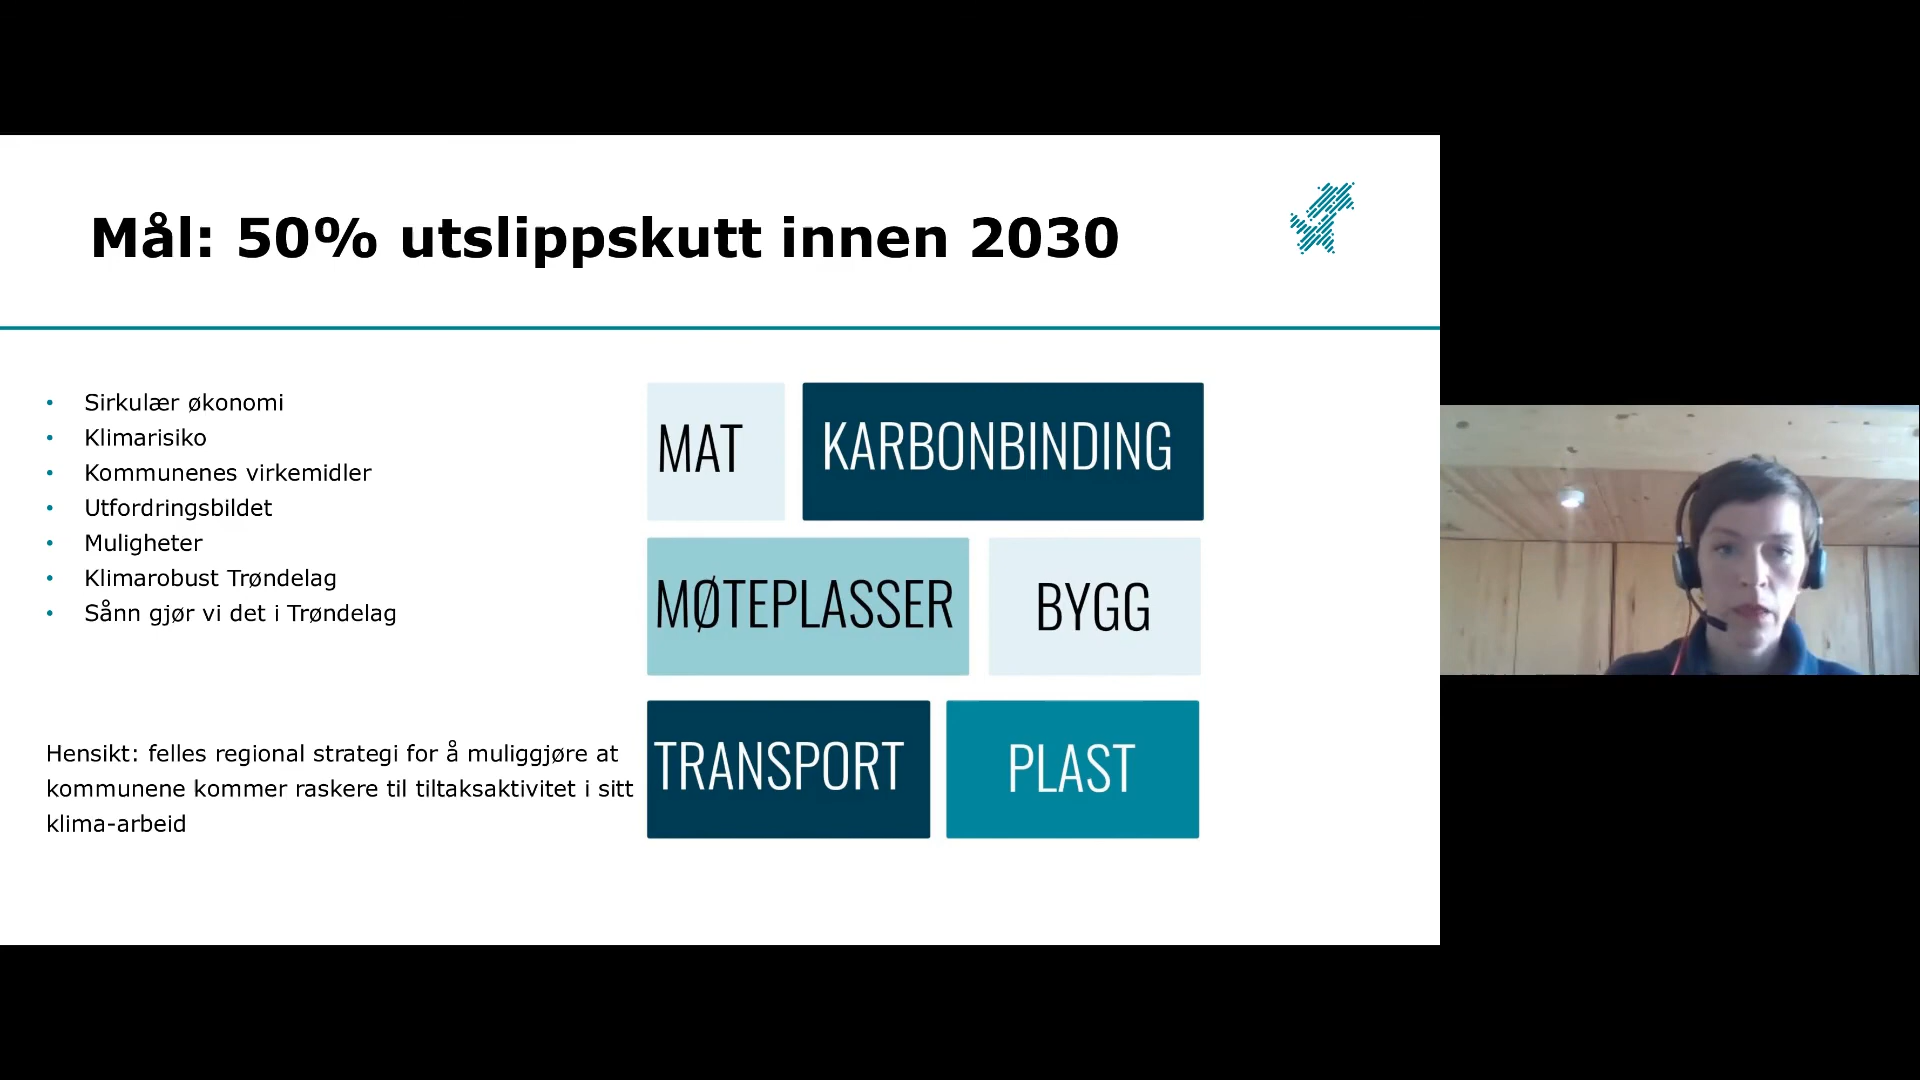 Mål: 50% utslippskutt innen 2030
• Sirkulær økonomi
• Klimarisiko
• Kommunenes virkemidler
• Utfordringsbildet
• Muligheter
• Klimarobust Trøndelag
• Sånn gjør vi det i Trøndelag
Hensikt: felles regional strategi for å muliggjøre at
kommunene kommer raskere til tiltaksaktivitet i sitt
klima-arbeid
MAT
KARBONBINDING
MØTEPLASSER
BYGG
TRANSPORT
PLAST